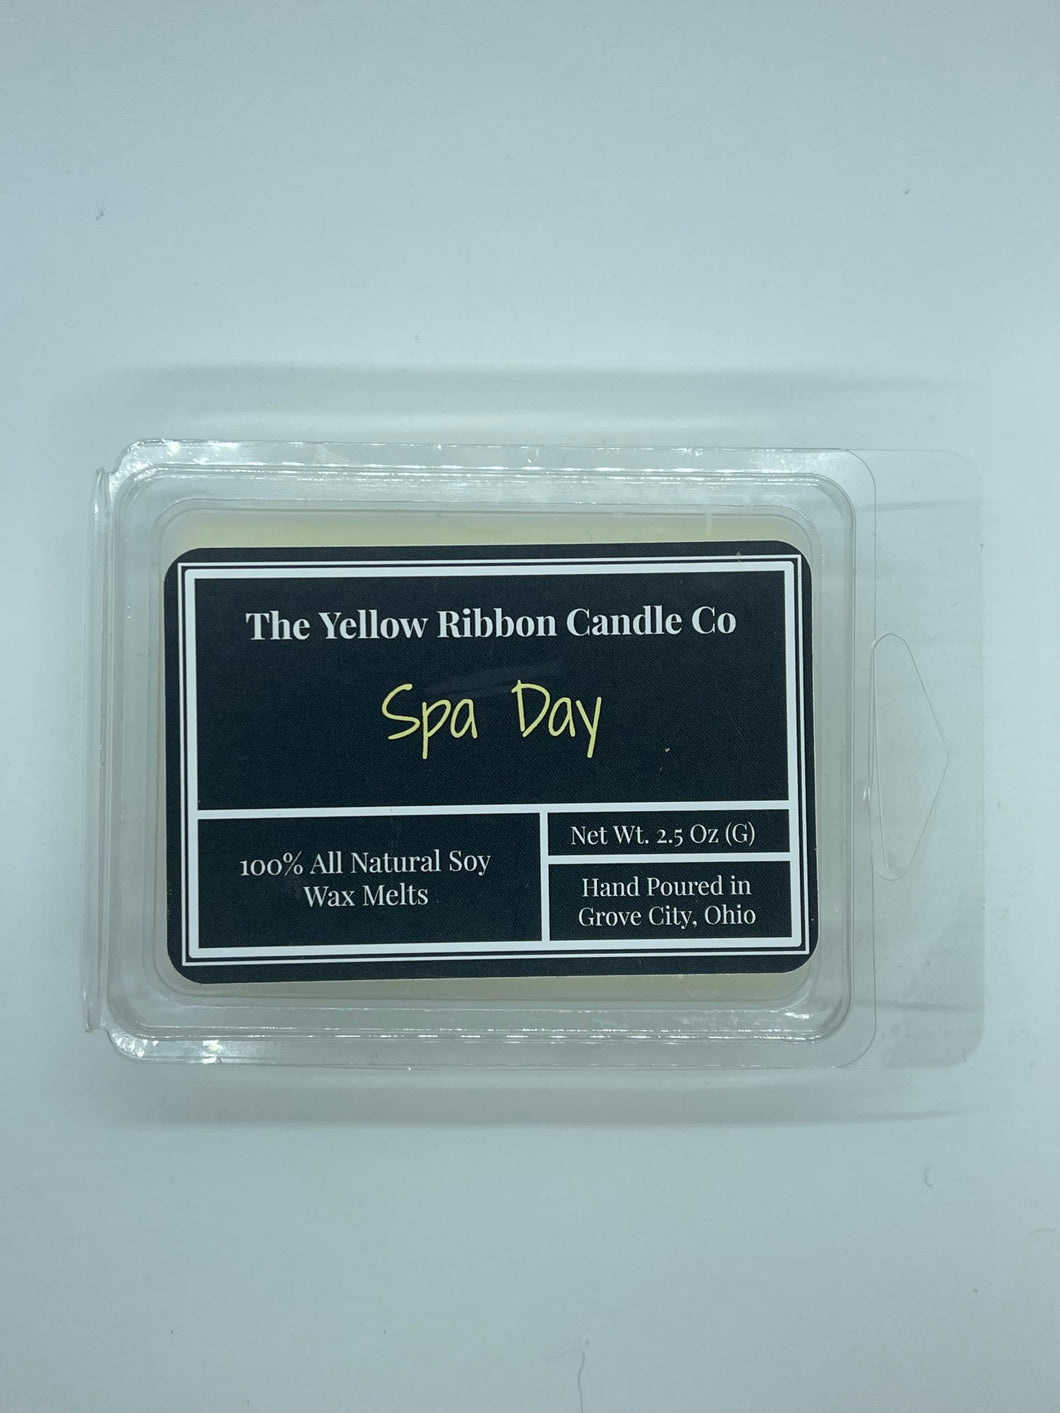 The Yellow Ribbon Candle Co
Spa Day
100% All Natural Soy
Wax Melts
Net Wt. 2.5 Oz (G)
Hand Poured in
Grove City, Ohio